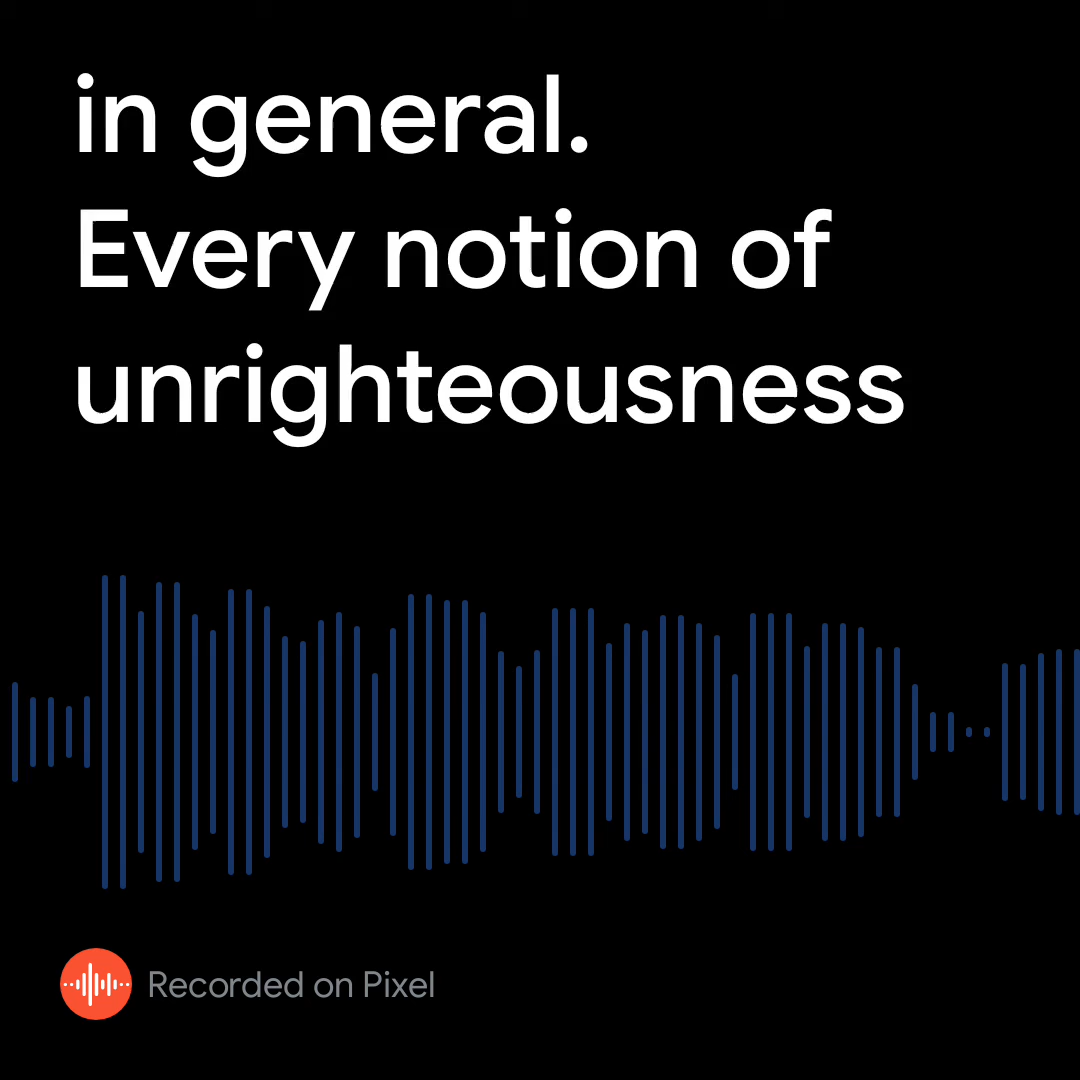 in general.
Every notion of
unrighteousness
Recorded on Pixel